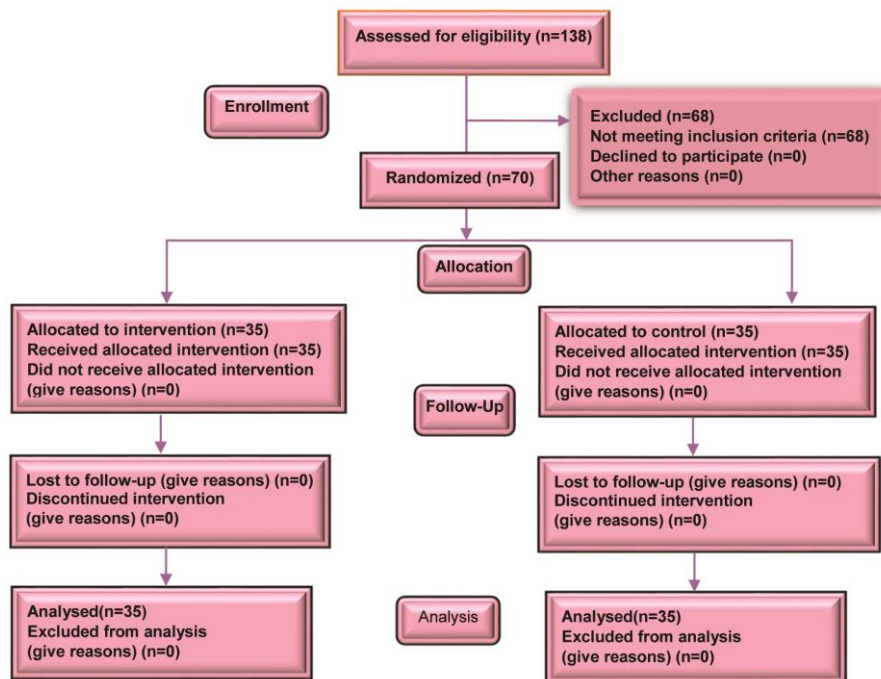 Assessed for eligibility (n=138)
Enrollment
Excluded (n=68)
Not meeting inclusion criteria (n=68)
Declined to participate (n=0)
Other reasons (n=0)
Randomized (n=70)
Allocation
Allocated to intervention (n=35)
Received allocated intervention (n=35)
Did not receive allocated intervention
(give reasons) (n=0)
Allocated to control (n=35)
Received allocated intervention (n=35)
Did not receive allocated intervention
(give reasons) (n=0)
Follow-Up
Lost to follow-up (give reasons) (n=0)
Discontinued intervention
(give reasons) (n=0)
Lost to follow-up (give reasons) (n=0)
Discontinued intervention
(give reasons) (n=0)
Analysis
Analysed(n=35)
Excluded from analysis
(give reasons) (n=0)
Analysed(n=35)
Excluded from analysis
(give reasons) (n=0)